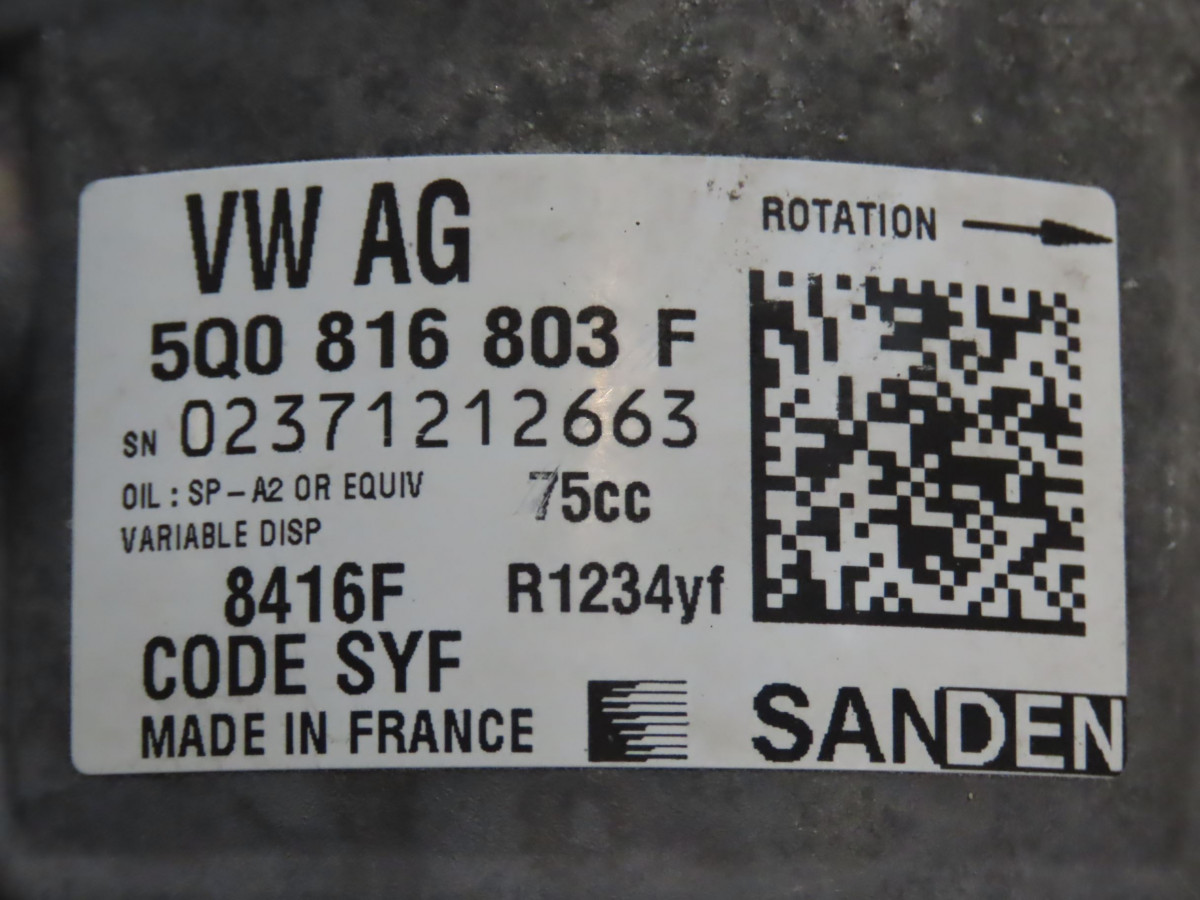 VW AG
ROTATION
5Q0 816 803 F
SN 02371212663
OIL : SP-A2 OR EQUIV 75cc
VARIABLE DISP
8416F R1234yf
CODE SYF
MADE IN FRANCE
SANDEN